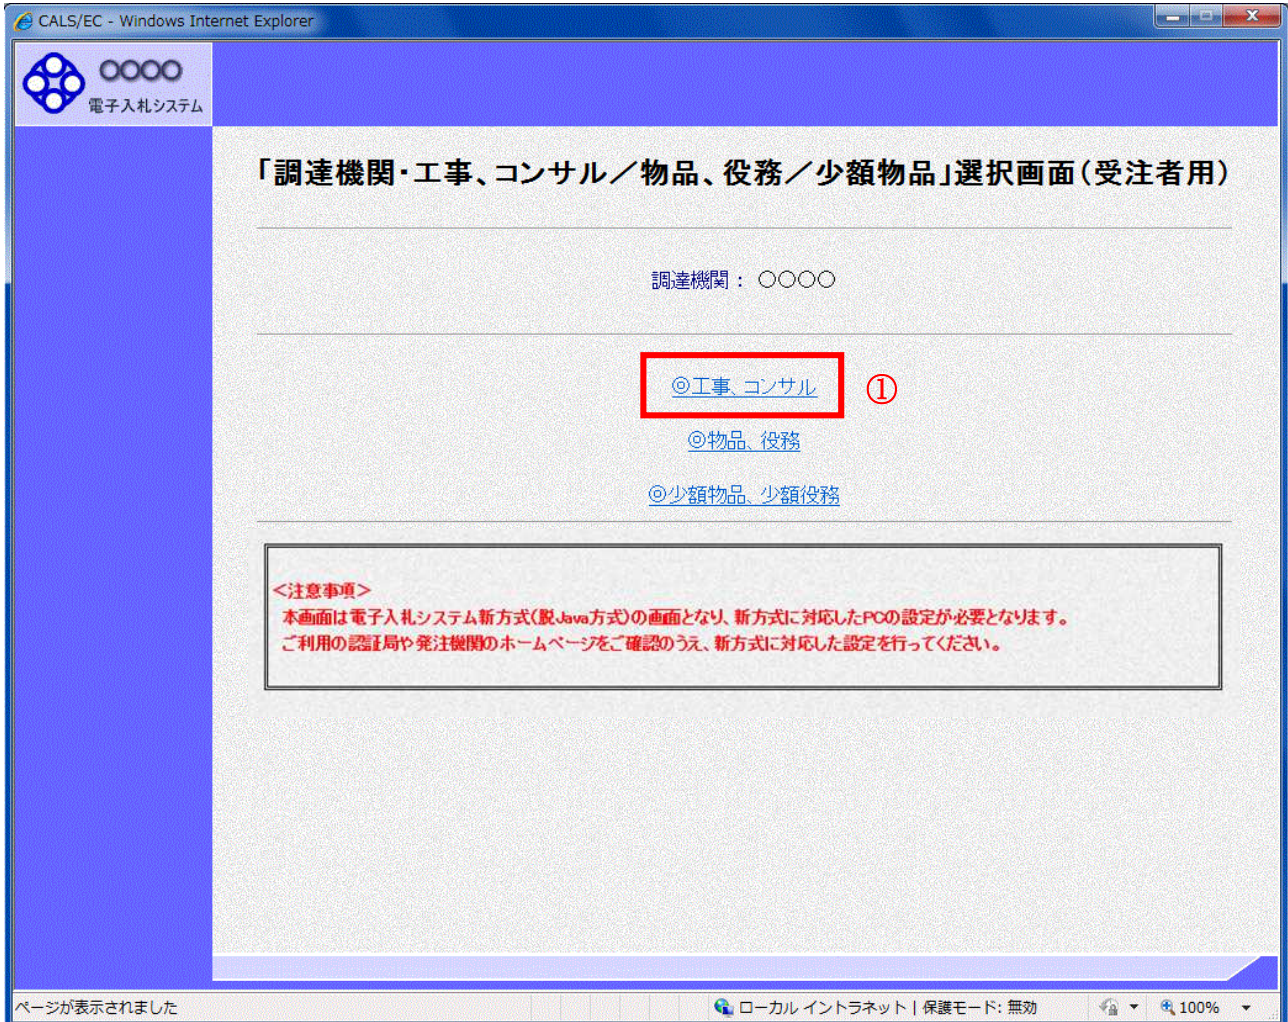 CALS/EC - Windows Internet Explorer
○○○○
電子入札システム
「調達機関・工事、コンサル／物品、役務／少額物品」選択画面（受注者用）
調達機関： ○○○○
◎工事、コンサル ①
◎物品、役務
◎少額物品、少額役務
＜注意事項＞
本画面は電子入札システム新方式(脱Java方式)の画面となり、新方式に対応したPCの設定が必要となります。
ご利用の認証局や発注機関のホームページをご確認のうえ、新方式に対応した設定を行ってください。
ページが表示されました ローカル イントラネット | 保護モード: 無効 100%